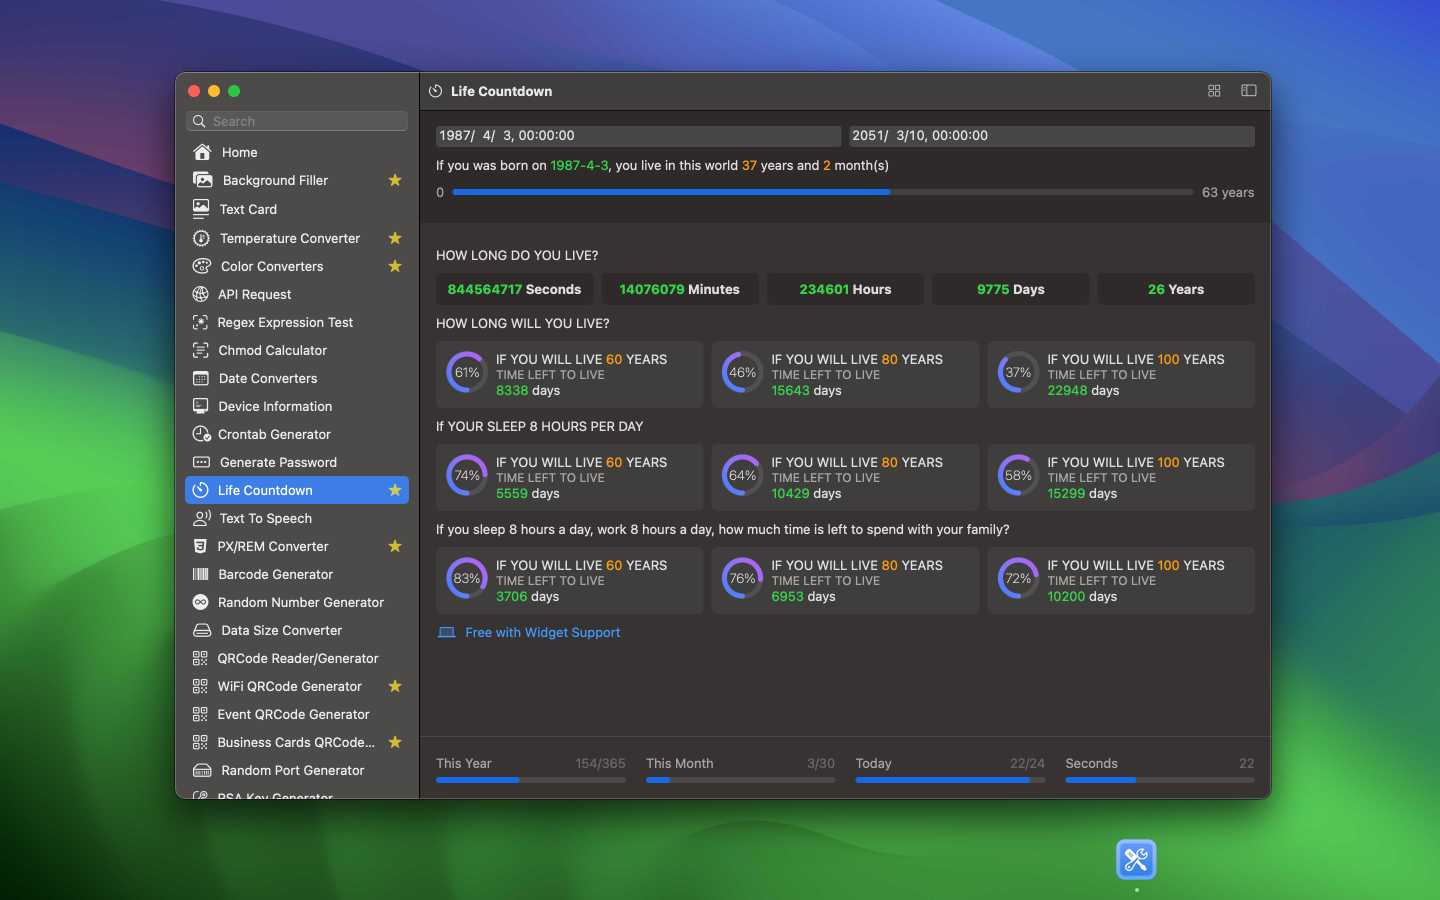 Search
Home
Background Filler
Text Card
Temperature Converter
Color Converters
API Request
Regex Expression Test
Chmod Calculator
Date Converters
Device Information
Crontab Generator
Generate Password
Life Countdown
Text To Speech
PX/REM Converter
Barcode Generator
Random Number Generator
Data Size Converter
QRCode Reader/Generator
WiFi QRCode Generator
Event QRCode Generator
Business Cards QRCode...
Random Port Generator
RSA Key Generator
Life Countdown
1987/ 4/ 3, 00:00:00
2051/ 3/10, 00:00:00
If you was born on 1987-4-3, you live in this world 37 years and 2 month(s)
0
63 years
HOW LONG DO YOU LIVE?
844564717 Seconds
14076079 Minutes
234601 Hours
9775 Days
26 Years
HOW LONG WILL YOU LIVE?
61%
IF YOU WILL LIVE 60 YEARS
TIME LEFT TO LIVE
8338 days
46%
IF YOU WILL LIVE 80 YEARS
TIME LEFT TO LIVE
15643 days
37%
IF YOU WILL LIVE 100 YEARS
TIME LEFT TO LIVE
22948 days
If YOUR SLEEP 8 HOURS PER DAY
74%
IF YOU WILL LIVE 60 YEARS
TIME LEFT TO LIVE
5559 days
64%
IF YOU WILL LIVE 80 YEARS
TIME LEFT TO LIVE
10429 days
58%
IF YOU WILL LIVE 100 YEARS
TIME LEFT TO LIVE
15299 days
If you sleep 8 hours a day, work 8 hours a day, how much time is left to spend with your family?
83%
IF YOU WILL LIVE 60 YEARS
TIME LEFT TO LIVE
3706 days
76%
IF YOU WILL LIVE 80 YEARS
TIME LEFT TO LIVE
6953 days
72%
IF YOU WILL LIVE 100 YEARS
TIME LEFT TO LIVE
10200 days
Free with Widget Support
This Year
154/365
This Month
3/30
Today
22/24
Seconds
22